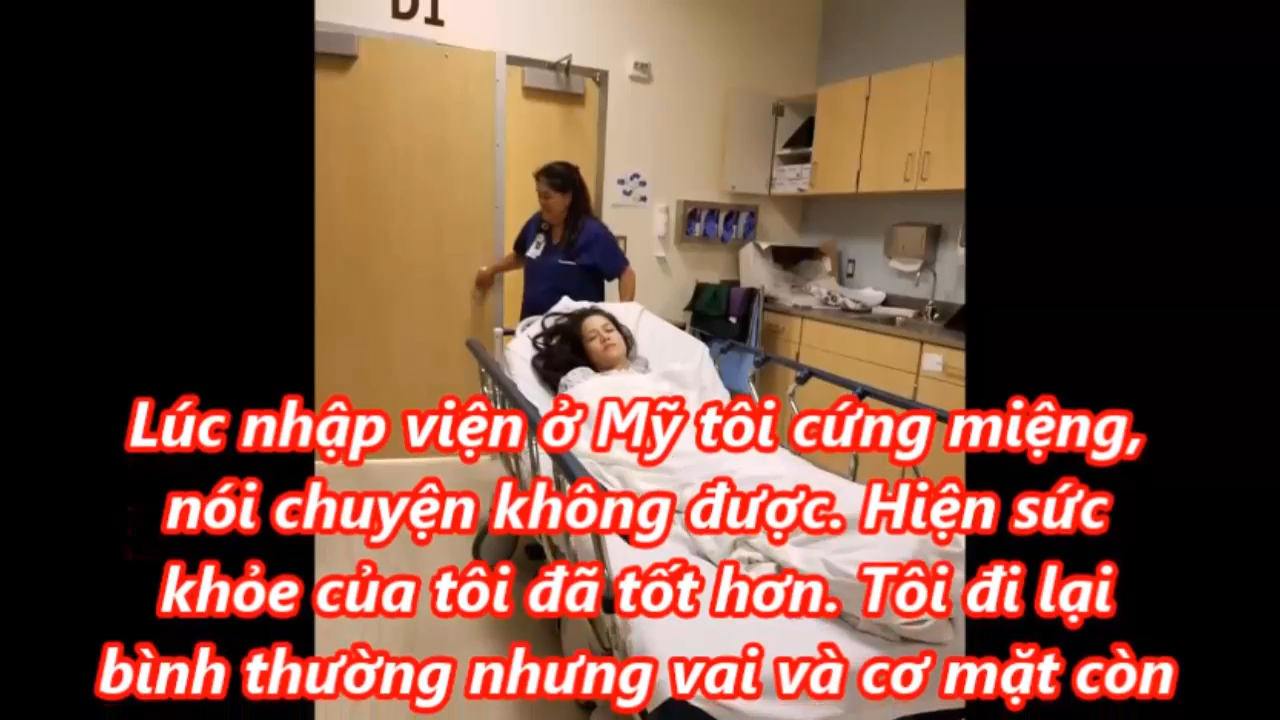 D1
Lúc nhập viện ở Mỹ tôi cứng miệng,
nói chuyện không được. Hiện sức
khỏe của tôi đã tốt hơn. Tôi đi lại
bình thường nhưng vai và cơ mặt còn